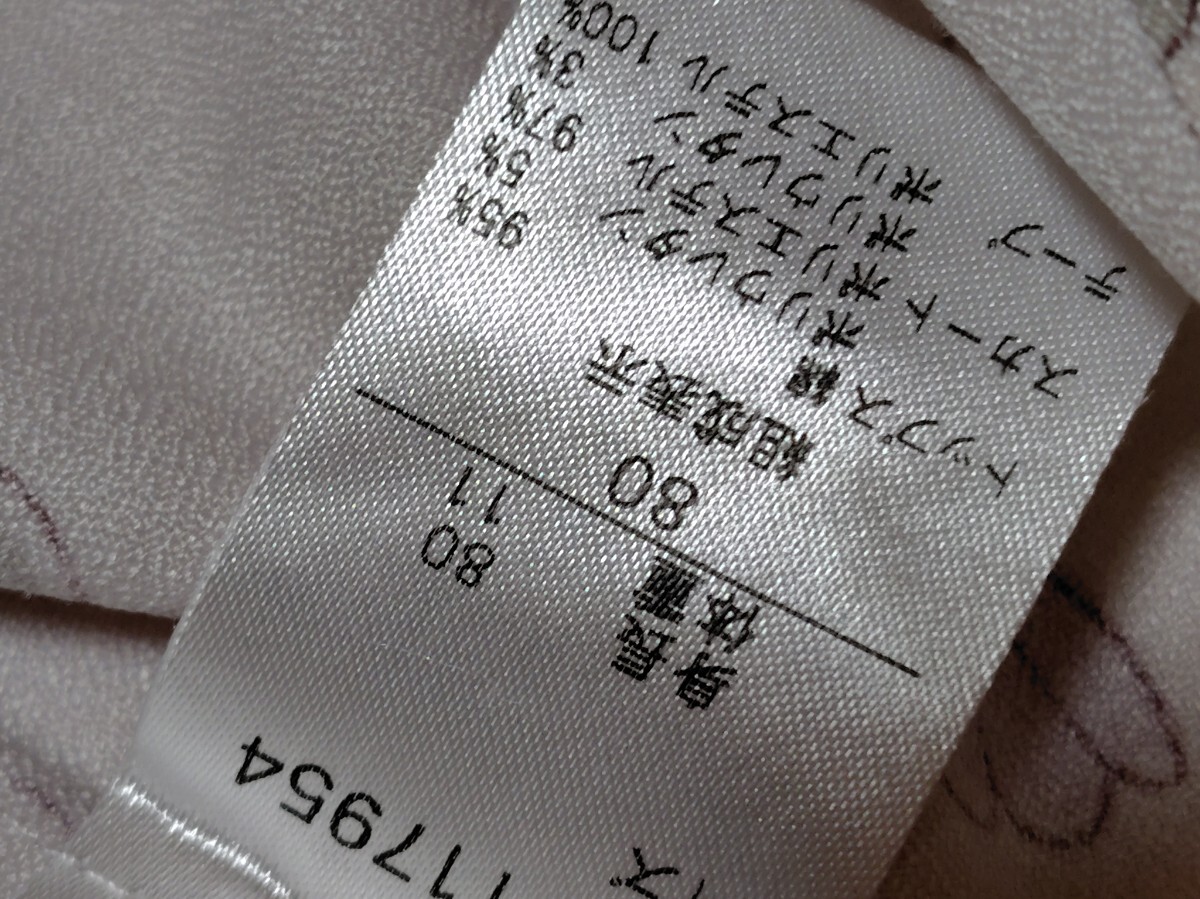 117954
イズ
身長 80
体重 11
80
組成表示
トップス綿 95%
ポリウレタン 5%
スカート ポリエステル 97%
ポリウレタン 3%
テープ ポリエステル 100%